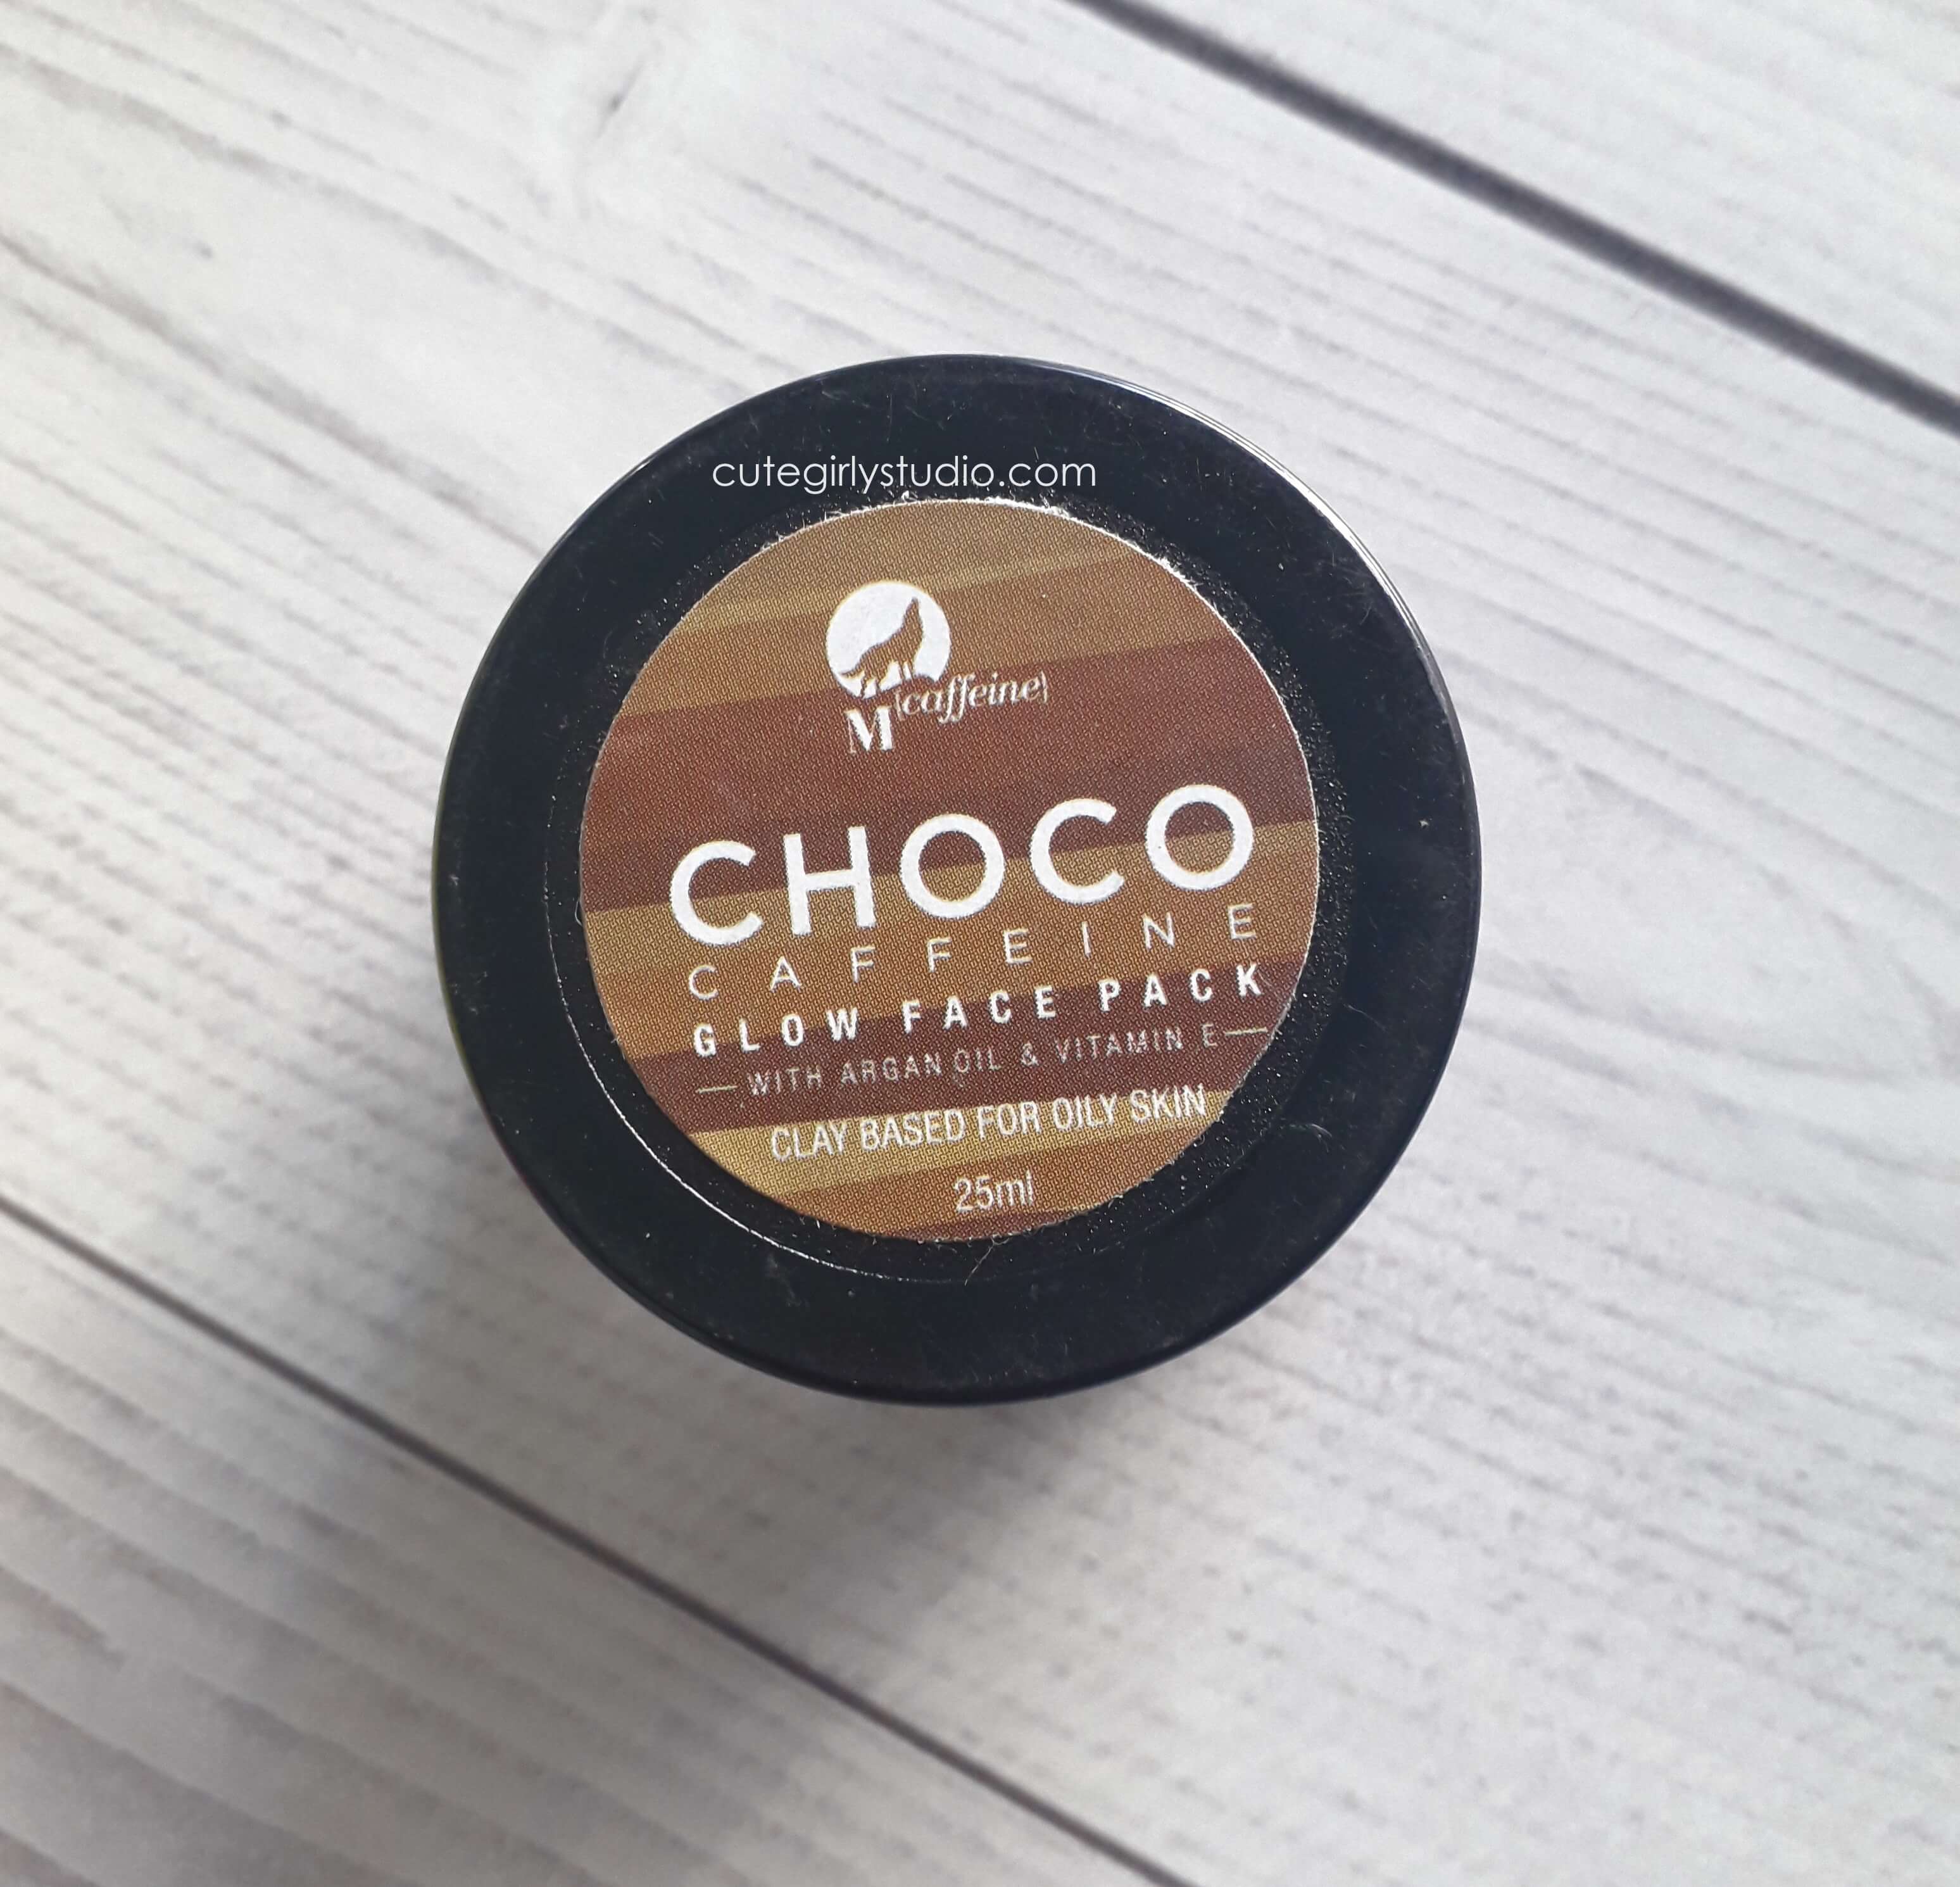 cutegirlystudio.com
M{caffeine}
CHOCO
CAFFEINE
GLOW FACE PACK
WITH ARGAN OIL & VITAMIN E
CLAY BASED FOR OILY SKIN
25ml